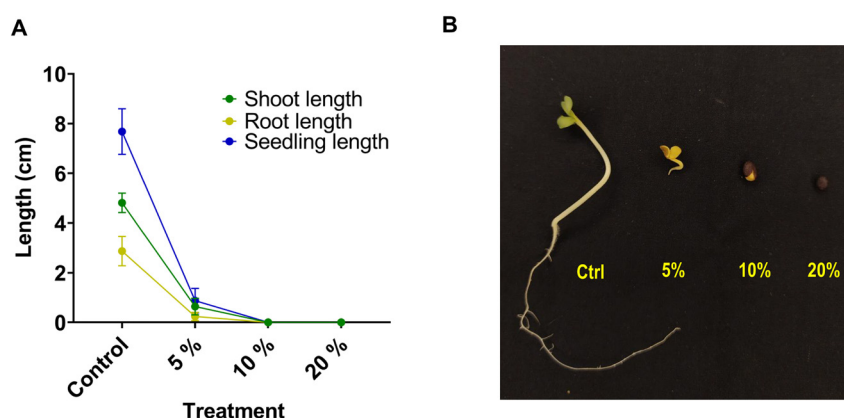 A
B
10
8
6
4
2
0
Length (cm)
Shoot length
Root length
Seedling length
Control
5 %
10 %
20 %
Treatment
Ctrl
5%
10%
20%